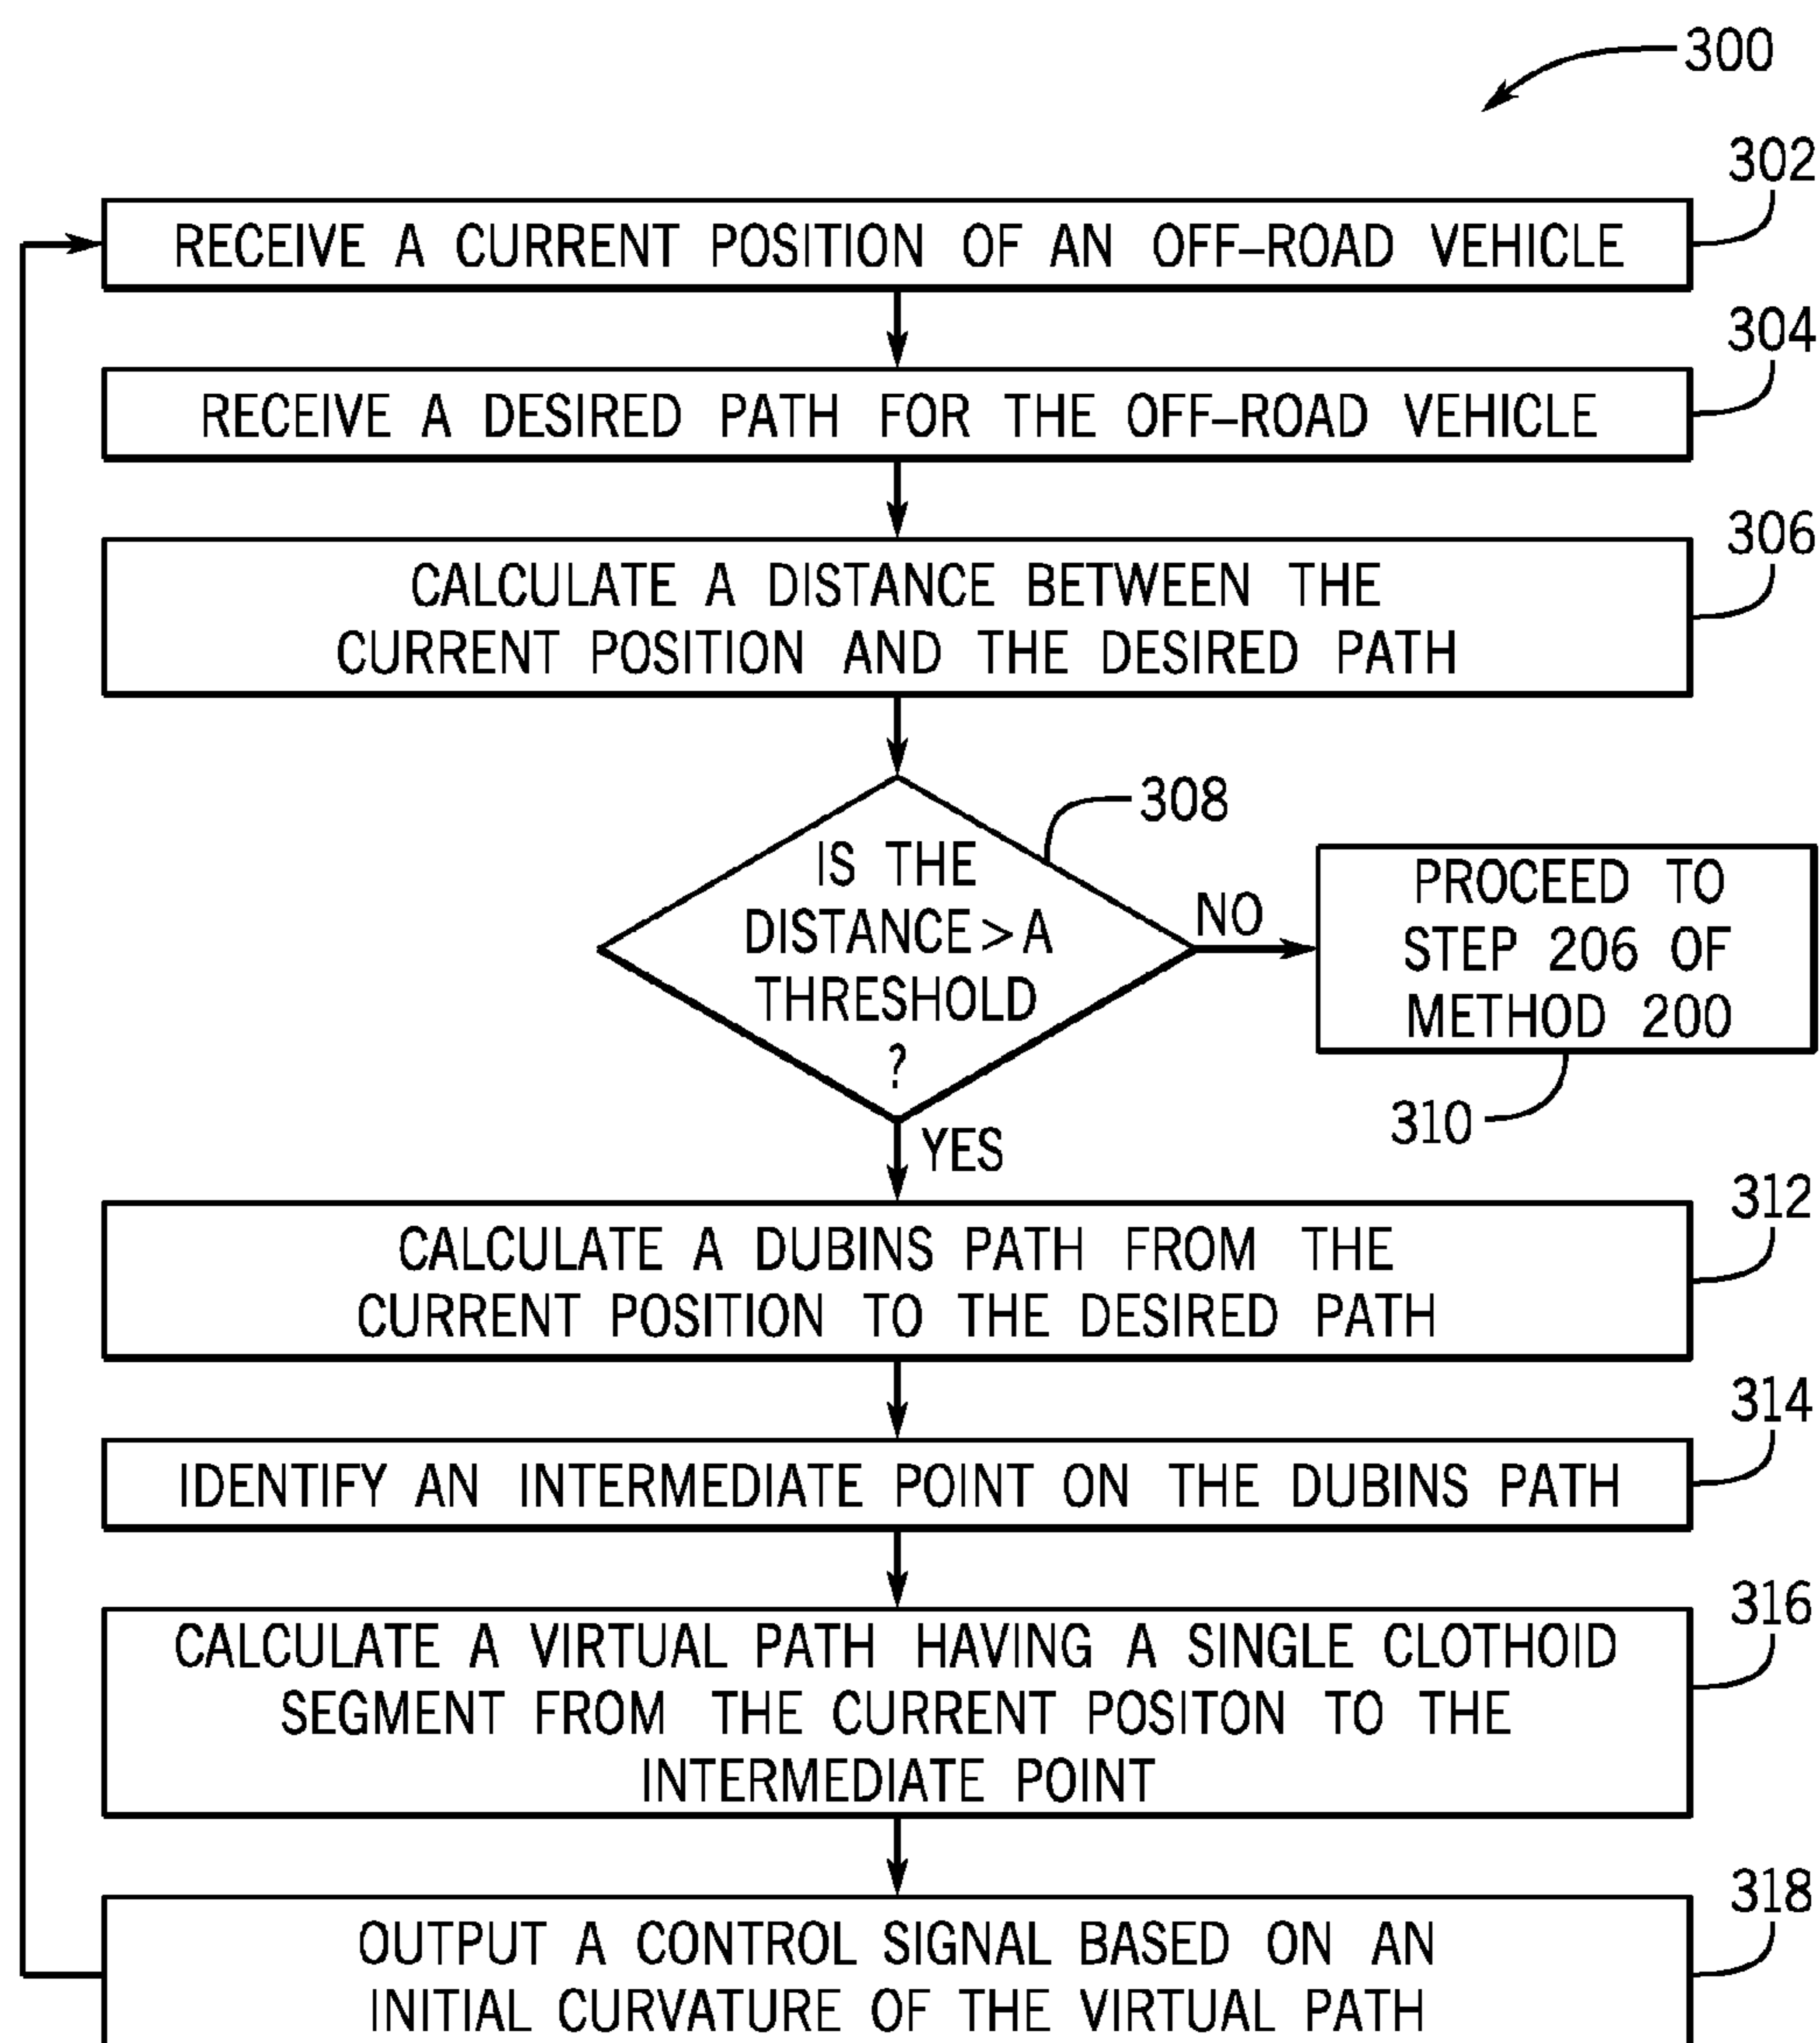 300
302
RECEIVE A CURRENT POSITION OF AN OFF-ROAD VEHICLE
304
RECEIVE A DESIRED PATH FOR THE OFF-ROAD VEHICLE
306
CALCULATE A DISTANCE BETWEEN THE
CURRENT POSITION AND THE DESIRED PATH
308
IS THE
DISTANCE > A
THRESHOLD
?
NO
PROCEED TO
STEP 206 OF
METHOD 200
310
YES
312
CALCULATE A DUBINS PATH FROM THE
CURRENT POSITION TO THE DESIRED PATH
314
IDENTIFY AN INTERMEDIATE POINT ON THE DUBINS PATH
316
CALCULATE A VIRTUAL PATH HAVING A SINGLE CLOTHOID
SEGMENT FROM THE CURRENT POSITON TO THE
INTERMEDIATE POINT
318
OUTPUT A CONTROL SIGNAL BASED ON AN
INITIAL CURVATURE OF THE VIRTUAL PATH